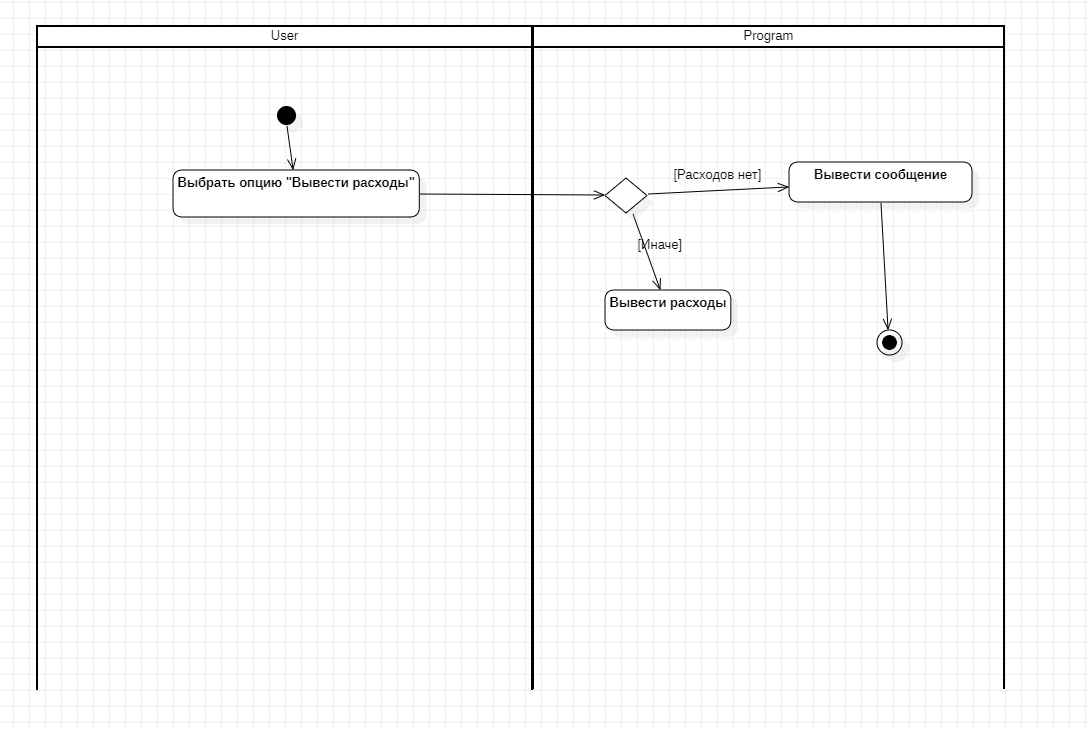 User
Program
Выбрать опцию "Вывести расходы"
[Расходов нет]
Вывести сообщение
[Иначе]
Вывести расходы